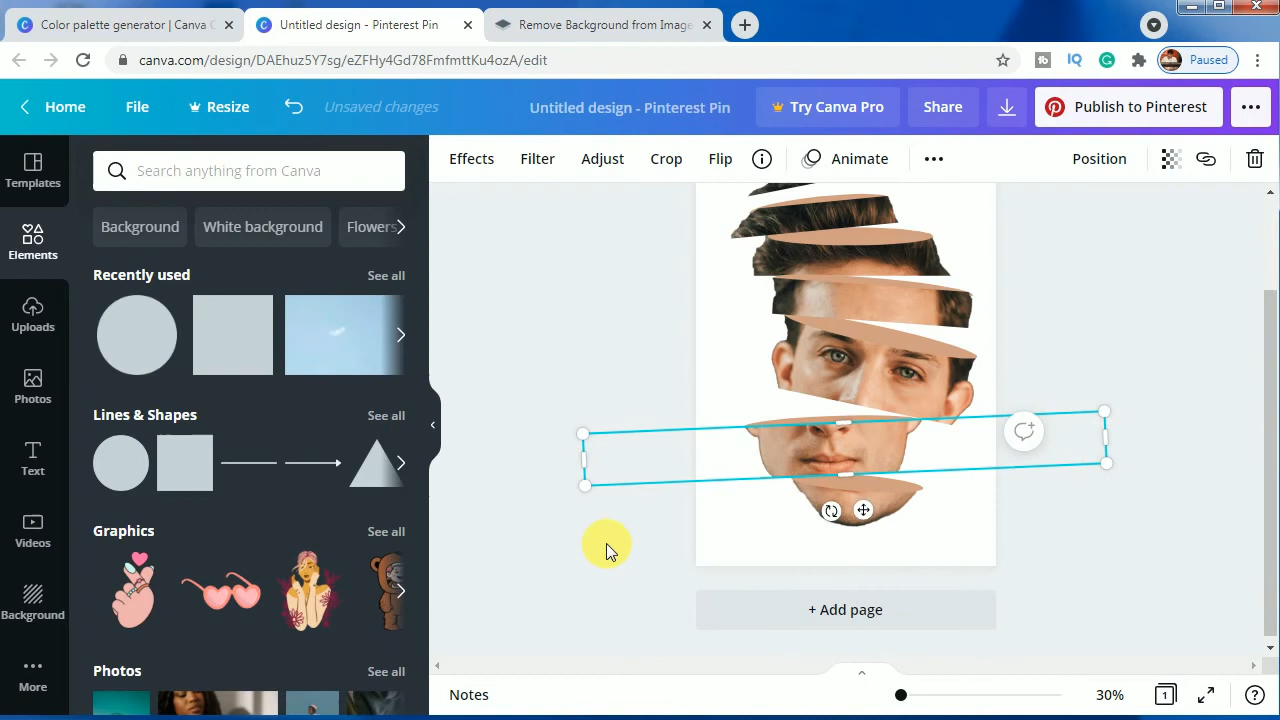 Color palette generator | Canva C
Untitled design - Pinterest Pin
Remove Background from Image
canva.com/design/DAEhuz5Y7sg/eZFHy4Gd78FmfmtKu4ozA/edit
Paused
Home
File
Resize
Unsaved changes
Untitled design - Pinterest Pin
Try Canva Pro
Share
Publish to Pinterest
Templates
Elements
Uploads
Photos
Text
Videos
Background
More
Search anything from Canva
Background
White background
Flowers
Recently used
See all
Lines & Shapes
See all
Graphics
See all
Photos
See all
Effects
Filter
Adjust
Crop
Flip
Animate
Position
+ Add page
Notes
30%
1